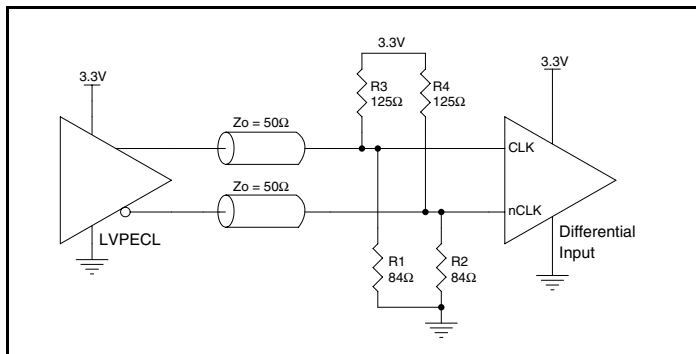 3.3V
3.3V
3.3V
R3
125Ω
R4
125Ω
Zo = 50Ω
CLK
Zo = 50Ω
nCLK
LVPECL
Differential
Input
R1
84Ω
R2
84Ω